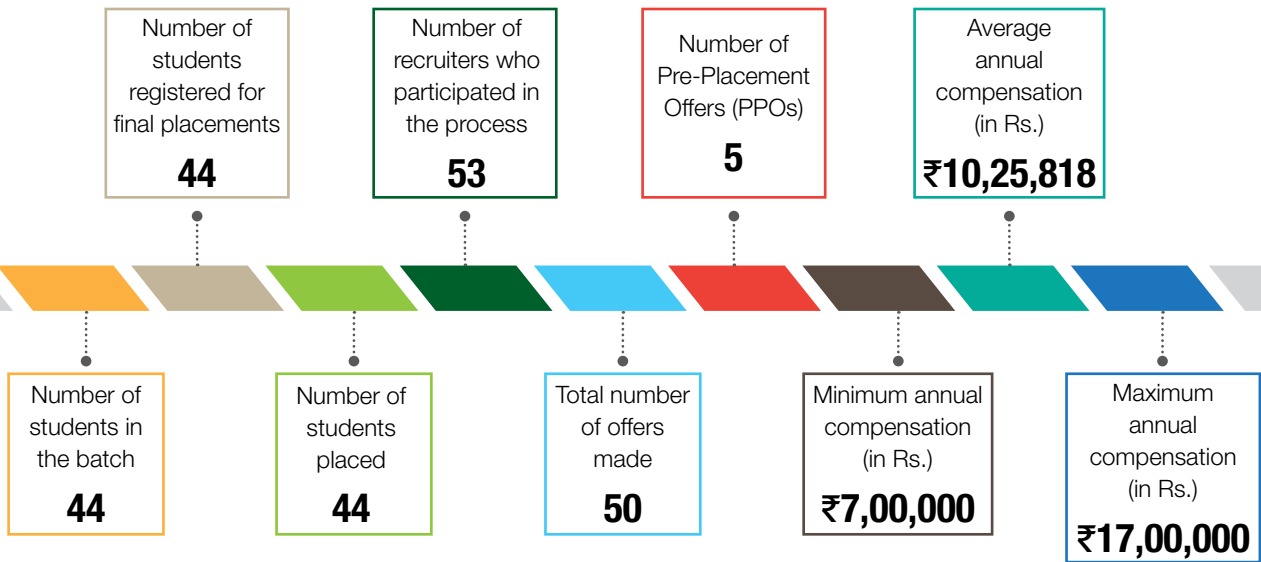 Number of
students
registered for
final placements
44
Number of
recruiters who
participated in
the process
53
Number of
Pre-Placement
Offers (PPOs)
5
Average
annual
compensation
(in Rs.)
₹10,25,818
Number of
students in
the batch
44
Number of
students
placed
44
Total number
of offers
made
50
Minimum annual
compensation
(in Rs.)
₹7,00,000
Maximum
annual
compensation
(in Rs.)
₹17,00,000